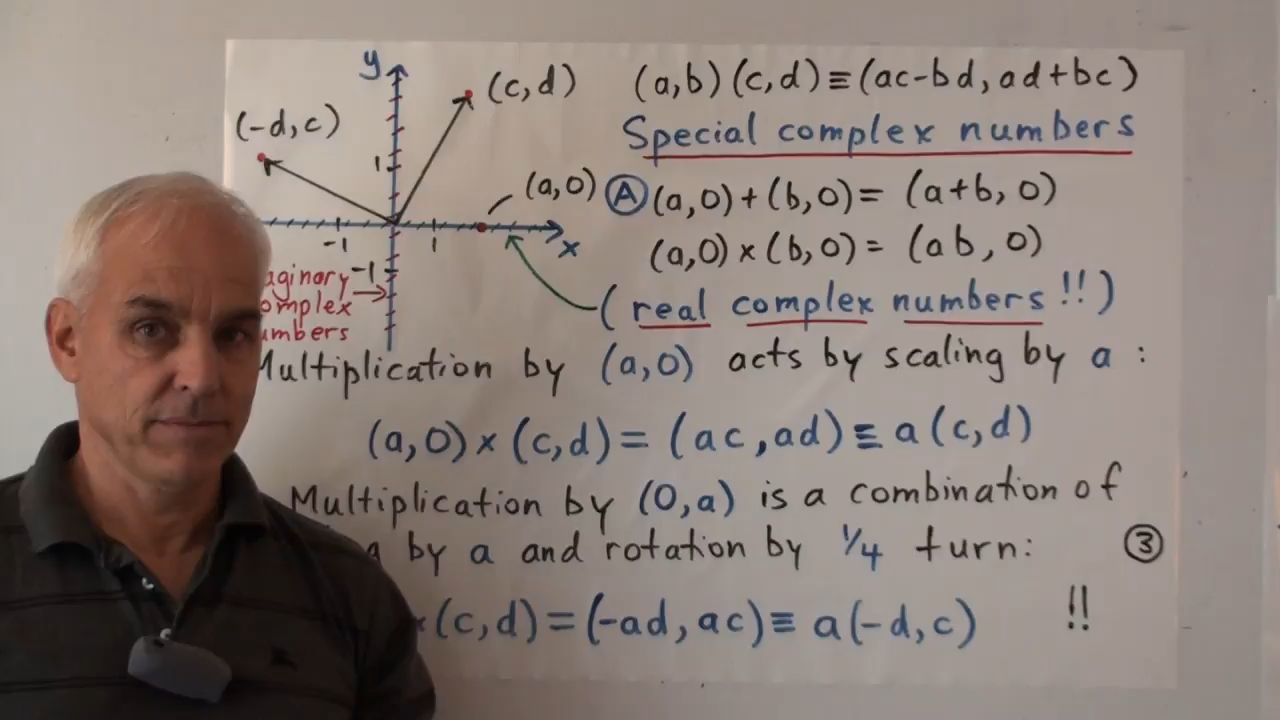 y
(c,d)
(a,b)(c,d)≡(ac-bd,ad+bc)
(-d,c)
Special complex numbers
1
(a,0)
Ⓐ (a,0)+(b,0)= (a+b,0)
-1
1
x
(a,0)×(b,0)= (ab,0)
-1
aginary
omplex
umbers
(real complex numbers!!)
Multiplication by (a,0) acts by scaling by a:
(a,0)×(c,d)=(ac,ad)≡a(c,d)
Multiplication by (0,a) is a combination of
by a and rotation by 1/4 turn:
③
×(c,d)=(-ad,ac)≡ a(-d,c) !!